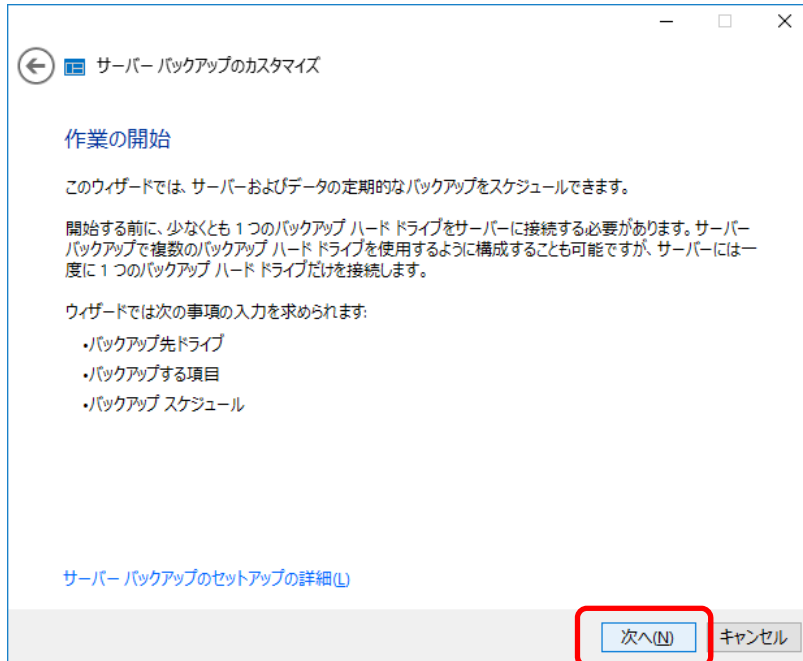 サーバー バックアップのカスタマイズ
作業の開始
このウィザードでは、サーバーおよびデータの定期的なバックアップをスケジュールできます。
開始する前に、少なくとも 1 つのバックアップ ハード ドライブをサーバーに接続する必要があります。サーバー
バックアップで複数のバックアップ ハード ドライブを使用するように構成することも可能ですが、サーバーには一
度に 1 つのバックアップ ハード ドライブだけを接続します。
ウィザードでは次の事項の入力を求められます:
•バックアップ先ドライブ
•バックアップする項目
•バックアップ スケジュール
サーバー バックアップのセットアップの詳細(L)
次へ(N)
キャンセル